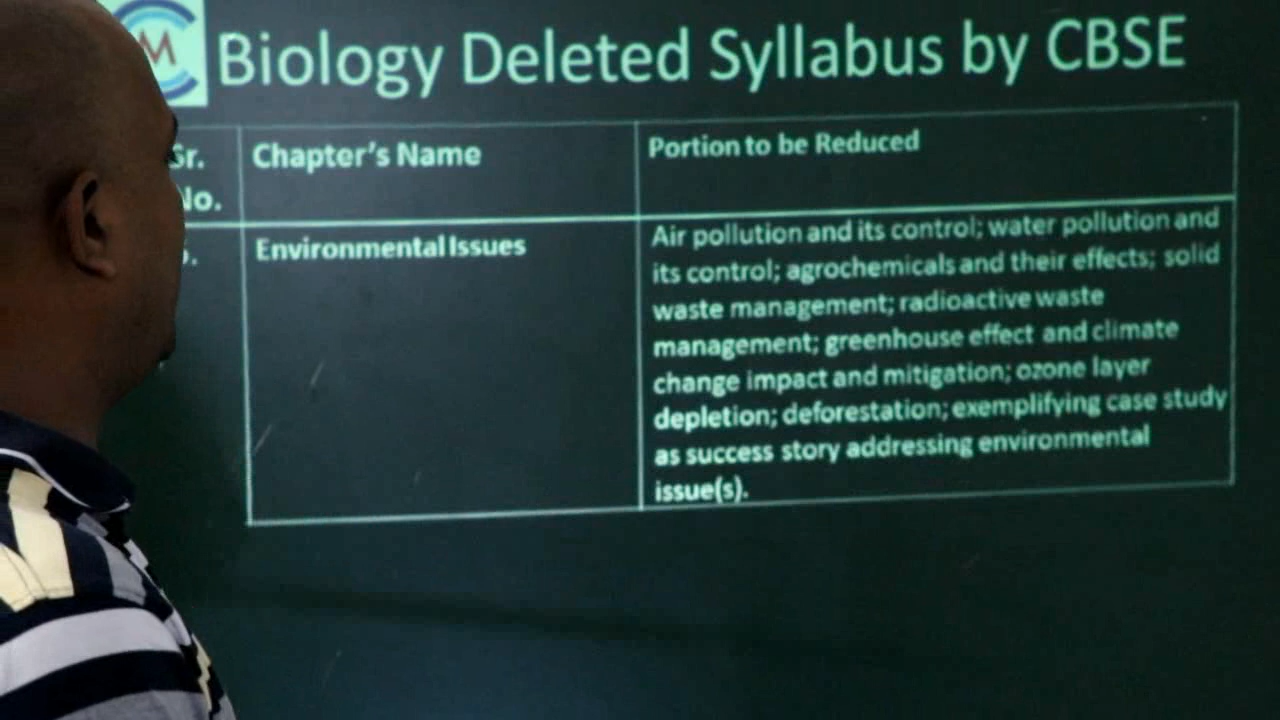 M
Biology Deleted Syllabus by CBSE
Gr.
No.
Chapter's Name
Portion to be Reduced
Environmental Issues
Air pollution and its control; water pollution and
its control; agrochemicals and their effects; solid
waste management; radioactive waste
management; greenhouse effect and climate
change impact and mitigation; ozone layer
depletion; deforestation; exemplifying case study
as success story addressing environmental
issue(s).